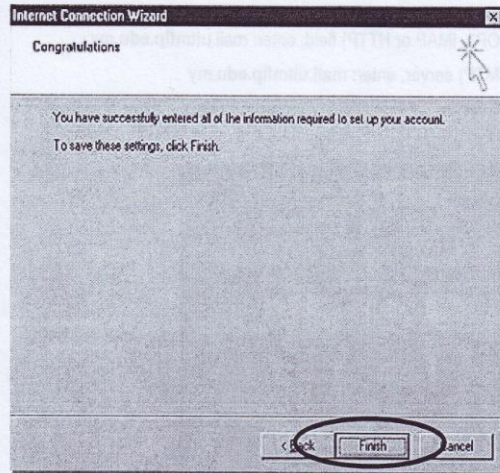 Internet Connection Wizard
Congratulations
You have successfully entered all of the information required to set up your account.
To save these settings, click Finish.
< Back Finish Cancel